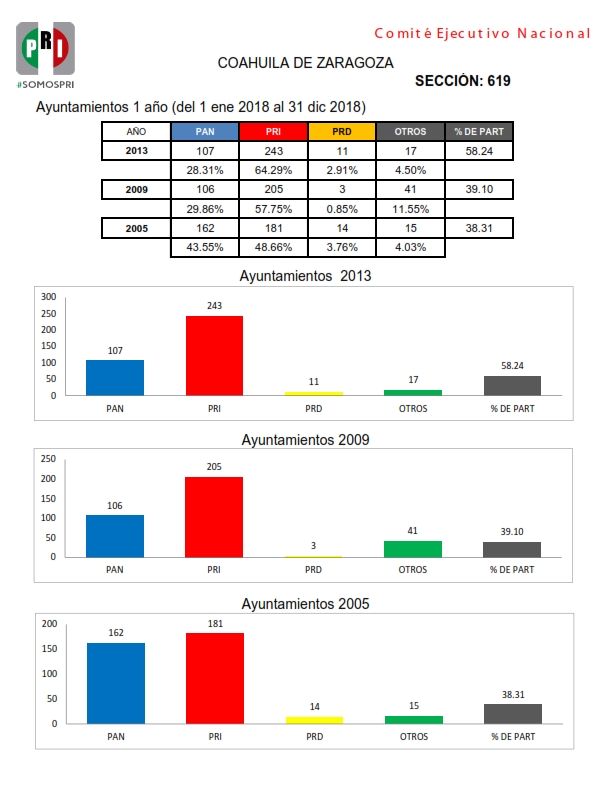 Comité Ejecutivo Nacional
PRI
#SOMOSPRI
COAHUILA DE ZARAGOZA
SECCIÓN: 619
Ayuntamientos 1 año (del 1 ene 2018 al 31 dic 2018)
AÑO PAN PRI PRD OTROS % DE PART
2013 107 243 11 17 58.24
28.31% 64.29% 2.91% 4.50%
2009 106 205 3 41 39.10
29.86% 57.75% 0.85% 11.55%
2005 162 181 14 15 38.31
43.55% 48.66% 3.76% 4.03%
Ayuntamientos 2013
300
250
200
150
100
50
0
107 243 11 17 58.24
PAN PRI PRD OTROS % DE PART
Ayuntamientos 2009
250
200
150
100
50
0
106 205 3 41 39.10
PAN PRI PRD OTROS % DE PART
Ayuntamientos 2005
200
150
100
50
0
162 181 14 15 38.31
PAN PRI PRD OTROS % DE PART